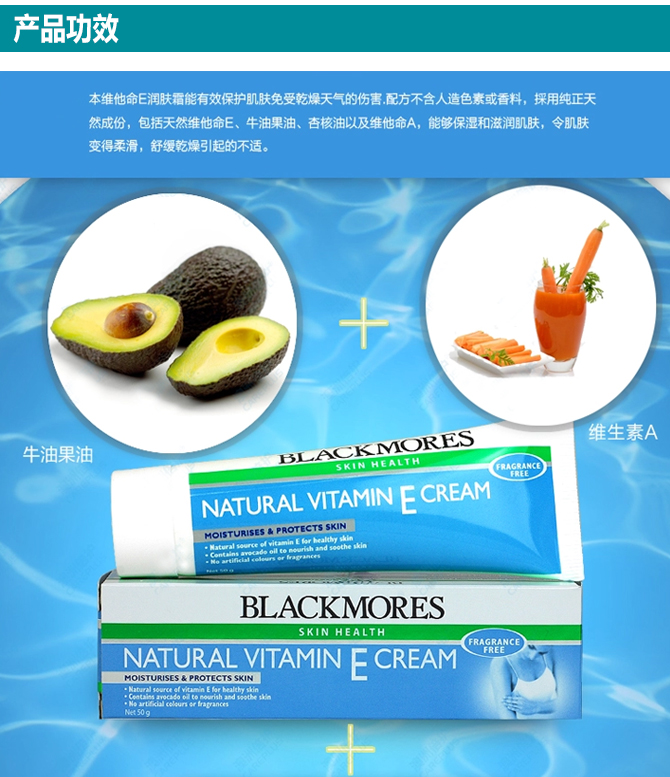 产品功效
本维他命E润肤霜能有效保护肌肤免受乾燥天气的伤害.配方不含人造色素或香料，採用纯正天
然成份，包括天然维他命E、牛油果油、杏核油以及维他命A，能够保湿和滋润肌肤，令肌肤
变得柔滑，舒缓乾燥引起的不适。
牛油果油
维生素A
BLACKMORES
SKIN HEALTH
FRAGRANCE
FREE
NATURAL VITAMIN E CREAM
MOISTURISES & PROTECTS SKIN
• Natural source of vitamin E for healthy skin
• Contains avocado oil to nourish and soothe skin
• No artificial colours or fragrances
Net 50 g
BLACKMORES
SKIN HEALTH
FRAGRANCE
FREE
NATURAL VITAMIN E CREAM
MOISTURISES & PROTECTS SKIN
• Natural source of vitamin E for healthy skin
• Contains avocado oil to nourish and soothe skin
• No artificial colours or fragrances
Net 50 g